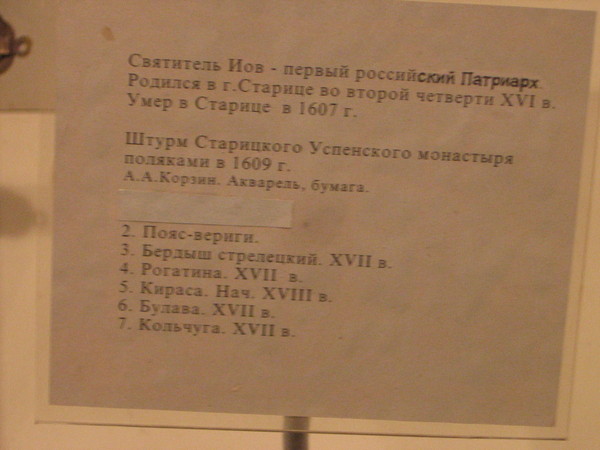 Святитель Иов - первый российский Патриарх.
Родился в г.Старице во второй четверти XVI в.
Умер в Старице в 1607 г.
Штурм Старицкого Успенского монастыря
поляками в 1609 г.
А.А.Корзин. Акварель, бумага.
2. Пояс-вериги.
3. Бердыш стрелецкий. XVII в.
4. Рогатина. XVII в.
5. Кираса. Нач. XVIII в.
6. Булава. XVII в.
7. Кольчуга. XVII в.